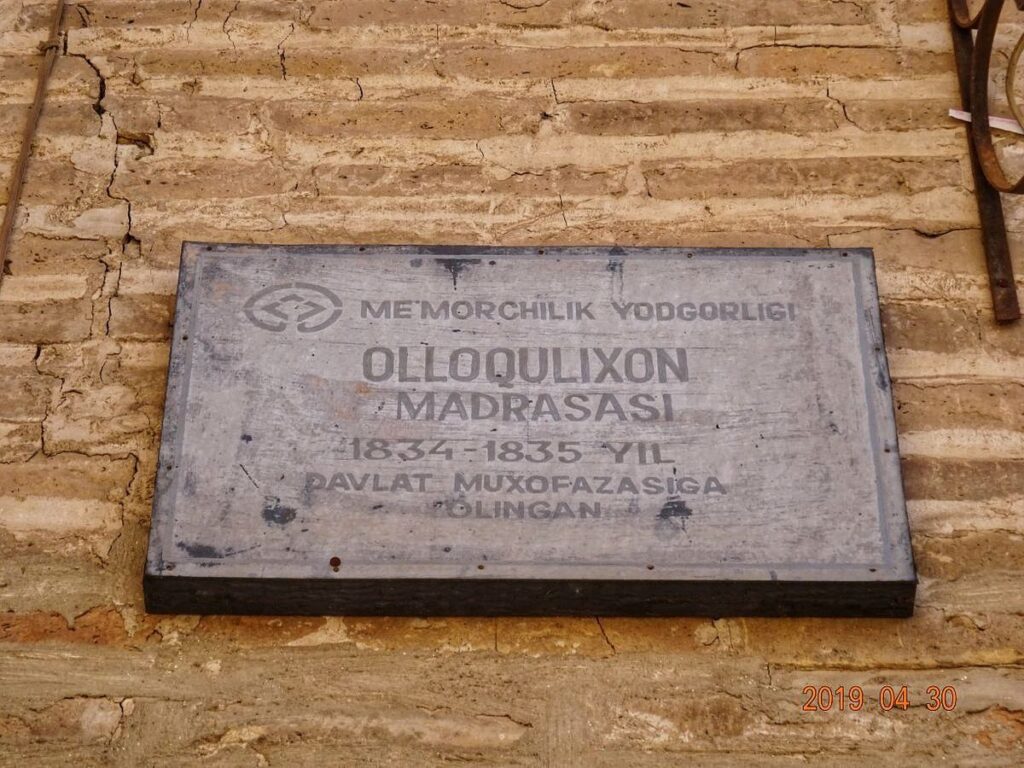 ME'MORCHILIK YODGORLIGI
OLLOQULIXON
MADRASASI
1834-1835 YIL
DAVLAT MUXOFAZASIGA
OLINGAN
2019 04 30